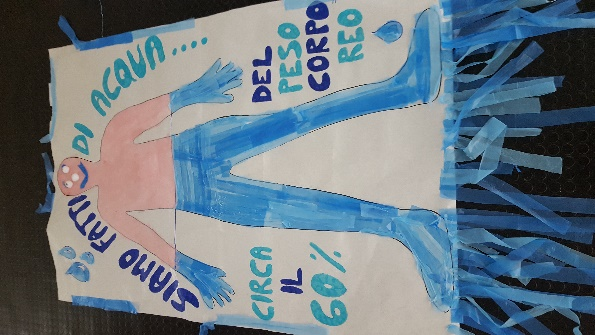 SIAMO FATTI DI ACQUA....
CIRCA
IL
60%
DEL
PESO
CORPO
REO